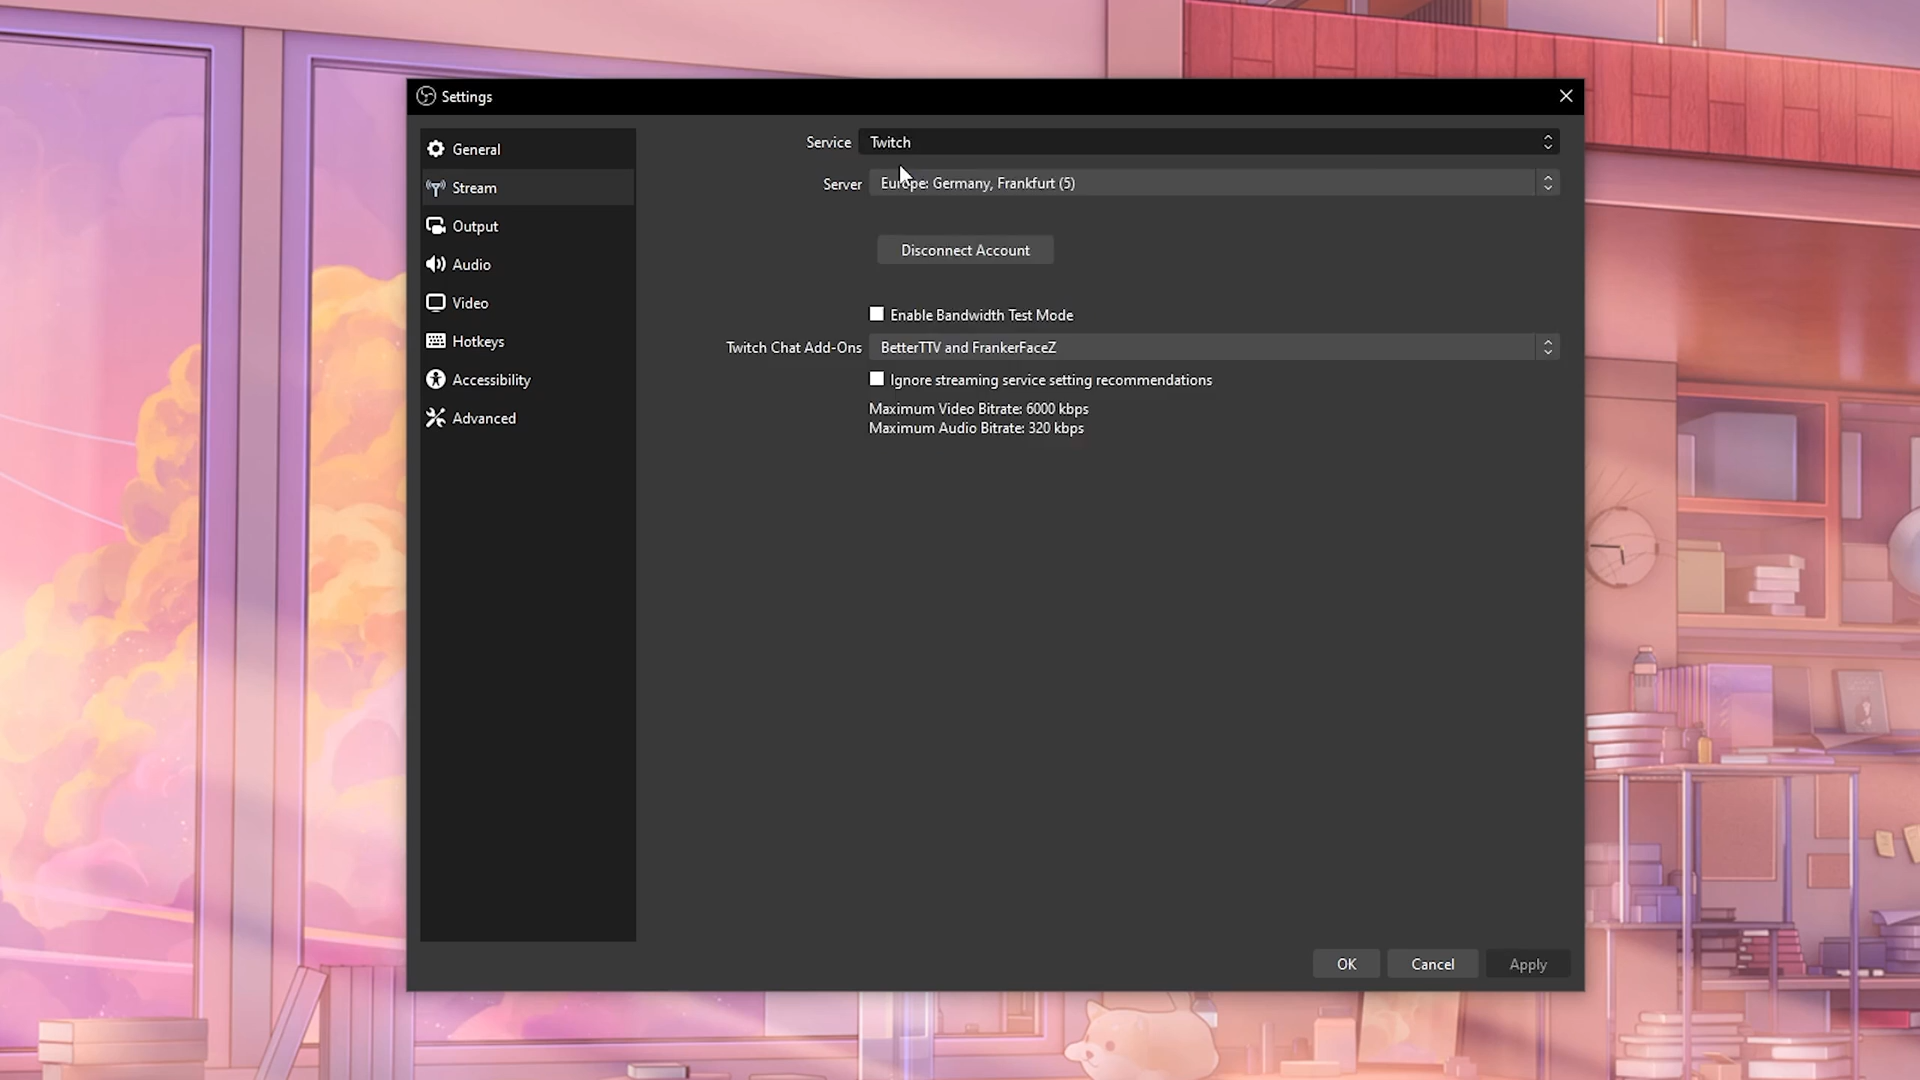 Settings
General
Stream
Output
Audio
Video
Hotkeys
Accessibility
Advanced
Service Twitch
Server Europe: Germany, Frankfurt (5)
Disconnect Account
Enable Bandwidth Test Mode
Twitch Chat Add-Ons BetterTTV and FrankerFaceZ
Ignore streaming service setting recommendations
Maximum Video Bitrate: 6000 kbps
Maximum Audio Bitrate: 320 kbps
OK Cancel Apply